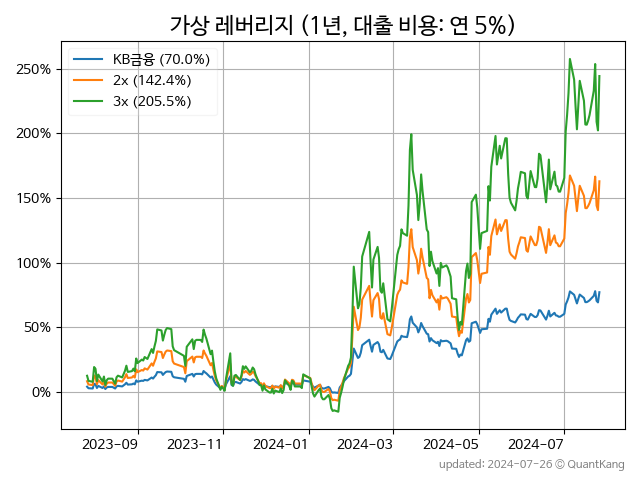 가상 레버리지 (1년, 대출 비용: 연 5%)
KB금융 (70.0%)
2x (142.4%)
3x (205.5%)
250%
200%
150%
100%
50%
0%
2023-09
2023-11
2024-01
2024-03
2024-05
2024-07
updated: 2024-07-26 © QuantKang